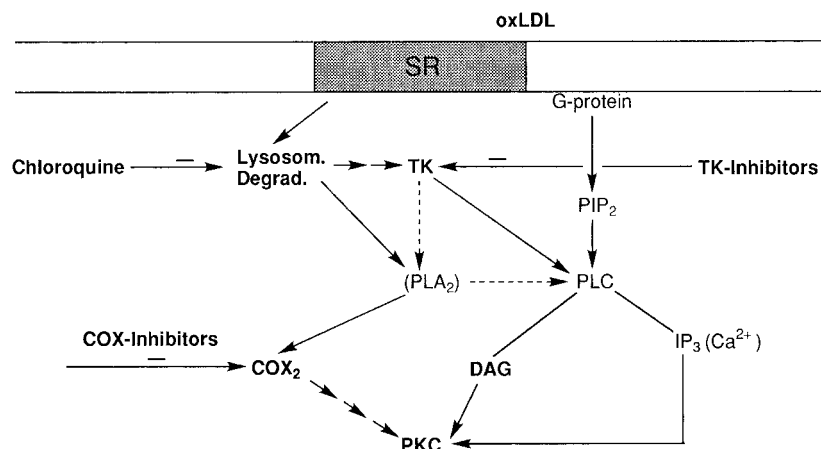 oxLDL
SR
G-protein
Chloroquine
–
Lysosom.
Degrad.
TK
–
TK-Inhibitors
PIP₂
(PLA₂)
PLC
COX-Inhibitors
–
COX₂
DAG
IP₃ (Ca²⁺)
PKC